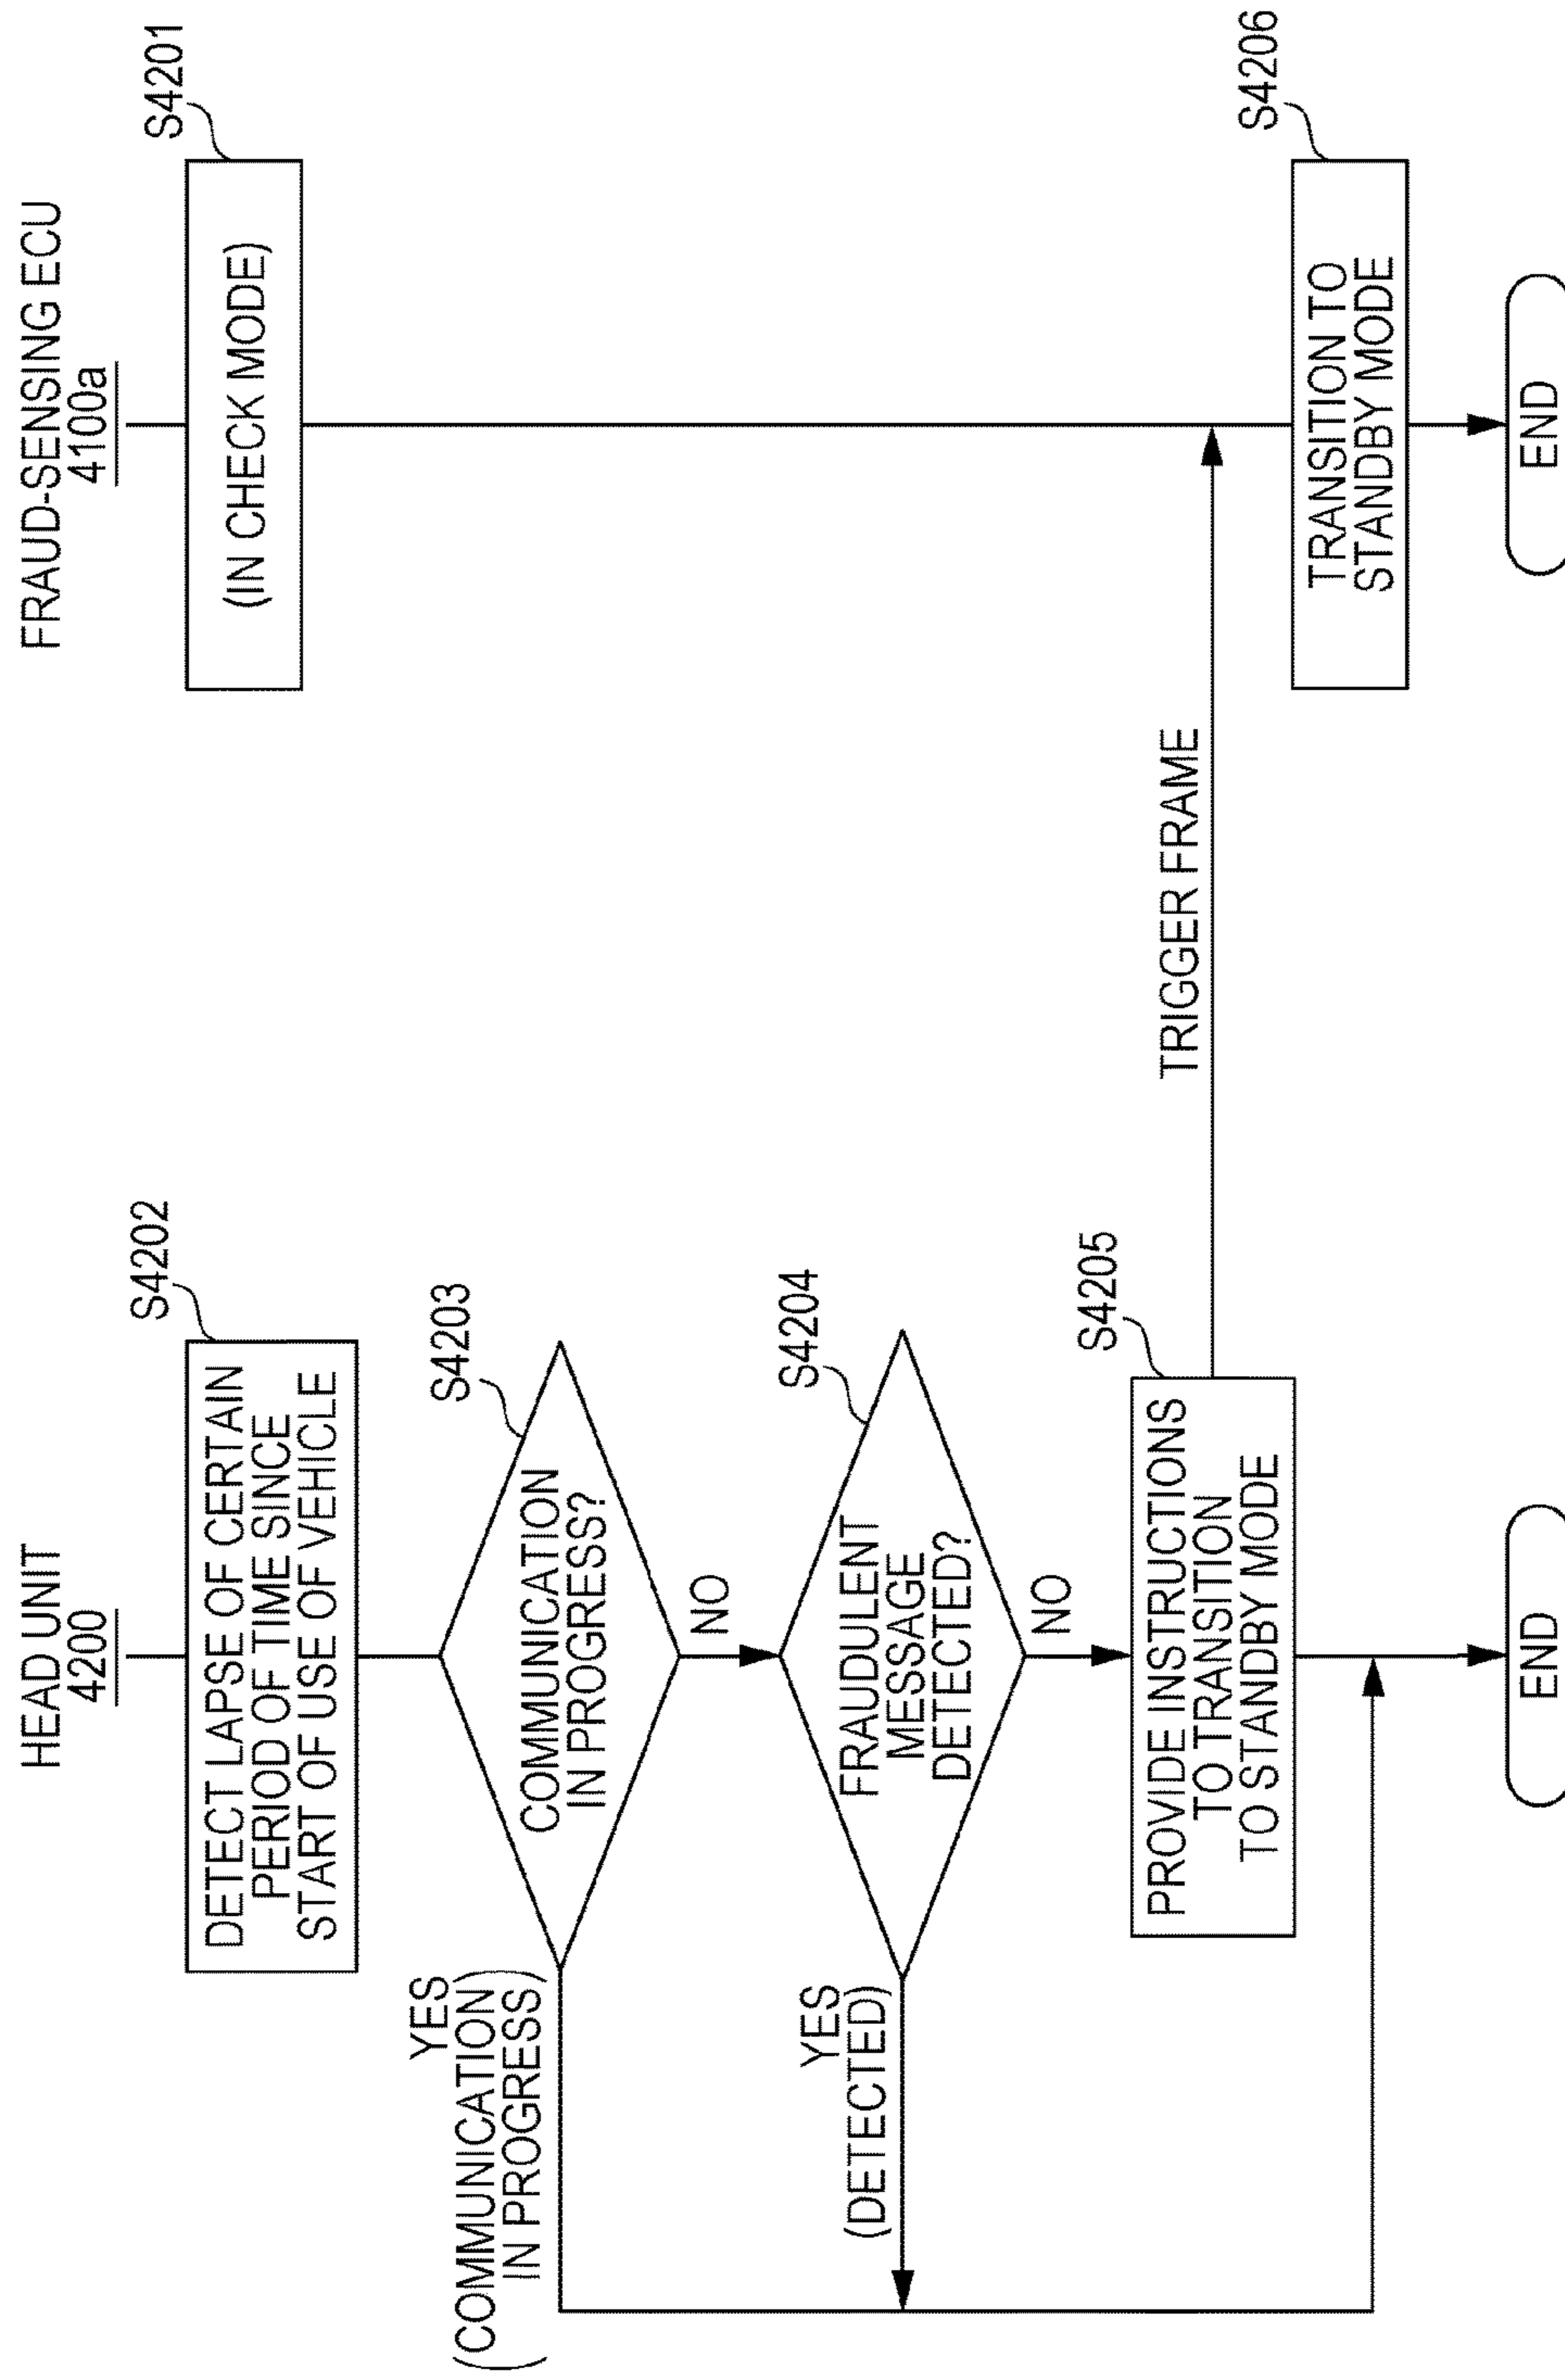 HEAD UNIT
4200
S4202
DETECT LAPSE OF CERTAIN
PERIOD OF TIME SINCE
START OF USE OF VEHICLE
S4203
COMMUNICATION
IN PROGRESS?
YES
(COMMUNICATION
IN PROGRESS)
NO
S4204
FRAUDULENT
MESSAGE
DETECTED?
YES
(DETECTED)
NO
S4205
PROVIDE INSTRUCTIONS
TO TRANSITION
TO STANDBY MODE
END
TRIGGER FRAME
FRAUD-SENSING ECU
4100a
S4201
(IN CHECK MODE)
S4206
TRANSITION TO
STANDBY MODE
END